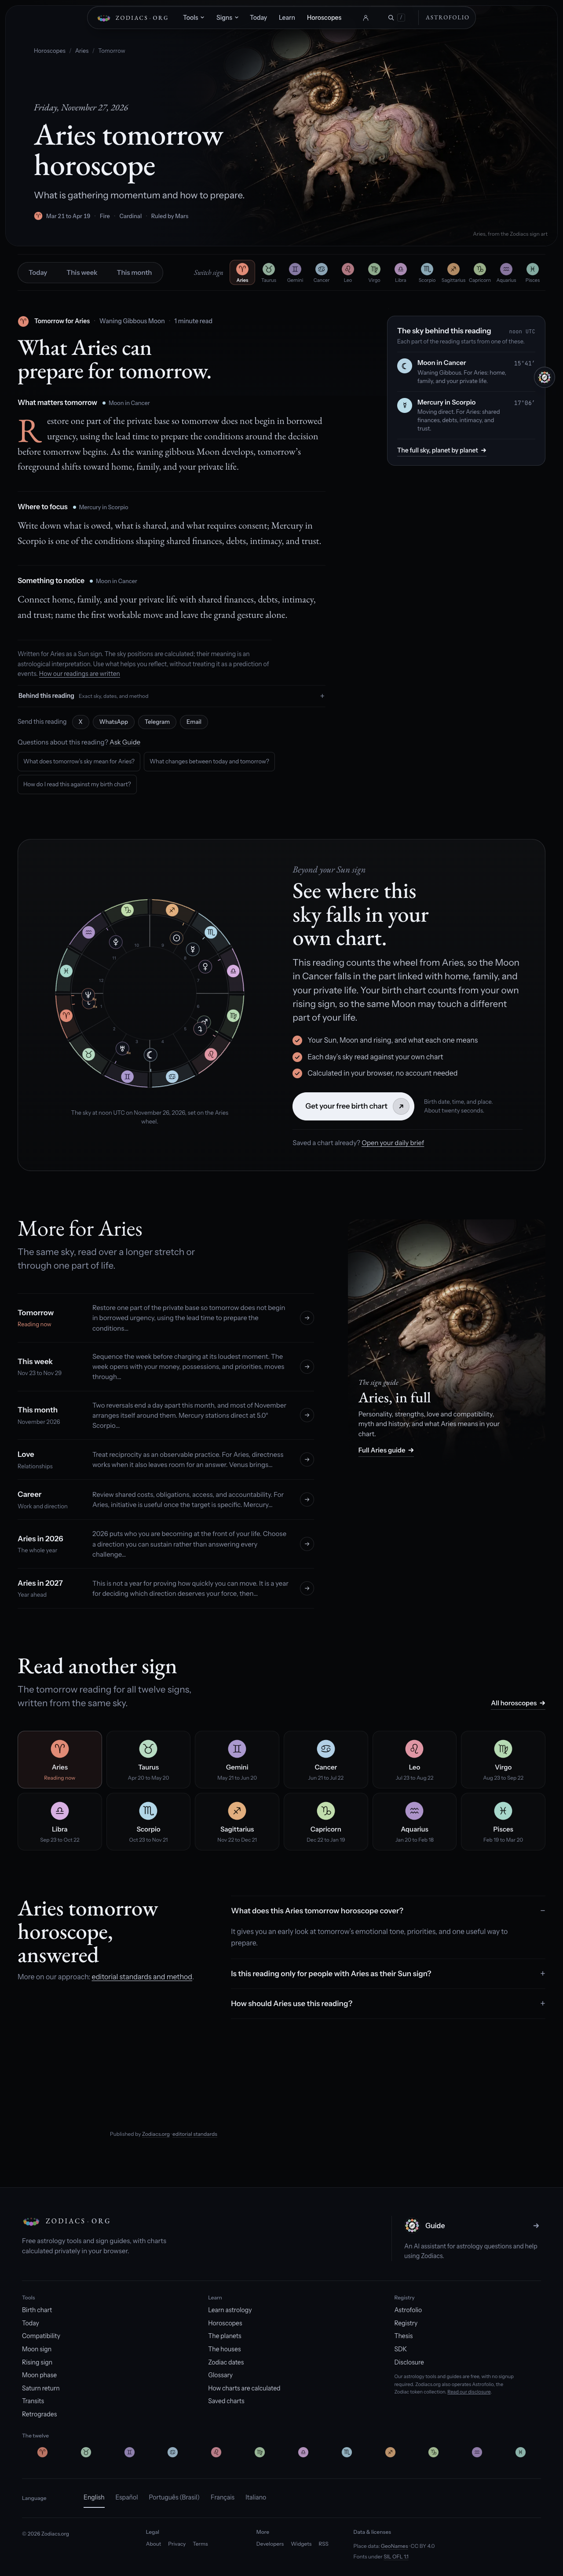 ZODIACS·ORG
Tools Signs Today Learn Horoscopes
ASTROFOLIO
Horoscopes / Aries / Tomorrow
Friday, November 27, 2026
Aries tomorrow
horoscope
What is gathering momentum and how to prepare.
Mar 21 to Apr 19 · Fire · Cardinal · Ruled by Mars
Aries, from the Zodiacs sign art
Today This week This month
Switch sign
Aries Taurus Gemini Cancer Leo Virgo Libra Scorpio Sagittarius Capricorn Aquarius Pisces
Tomorrow for Aries · Waning Gibbous Moon · 1 minute read
What Aries can
prepare for tomorrow.
What matters tomorrow Moon in Cancer
Restore one part of the private base so tomorrow does not begin in borrowed
urgency, using the lead time to prepare the conditions around the decision
before tomorrow begins. As the waning gibbous Moon develops, tomorrow's
foreground shifts toward home, family, and your private life.
Where to focus Mercury in Scorpio
Write down what is owed, what is shared, and what requires consent; Mercury in
Scorpio is one of the conditions shaping shared finances, debts, intimacy, and trust.
Something to notice Moon in Cancer
Connect home, family, and your private life with shared finances, debts, intimacy,
and trust; name the first workable move and leave the grand gesture alone.
Written for Aries as a Sun sign. The sky positions are calculated; their meaning is an
astrological interpretation. Use what helps you reflect, without treating it as a prediction of
events. How our readings are written
Behind this reading Exact sky, dates, and method +
Send this reading X WhatsApp Telegram Email
Questions about this reading? Ask Guide
What does tomorrow's sky mean for Aries? What changes between today and tomorrow?
How do I read this against my birth chart?
The sky behind this reading noon UTC
Each part of the reading starts from one of these.
Moon in Cancer 15°41'
Waning Gibbous. For Aries: home,
family, and your private life.
Mercury in Scorpio 17°06'
Moving direct. For Aries: shared
finances, debts, intimacy, and
trust.
The full sky, planet by planet →
The sky at noon UTC on November 28, 2026, set on the Aries
wheel.
Beyond your Sun sign
See where this
sky falls in your
own chart.
This reading counts the wheel from Aries, so the Moon
in Cancer falls in the part linked with home, family, and
private life. Your birth chart counts from your own
rising sign, so the same Moon may touch a different
part of your life.
Your Sun, Moon and rising, and what each one means
Each day's sky read against your own chart
Calculated in your browser, no account needed
Get your free birth chart
Birth date, time, and place.
About twenty seconds.
Saved a chart already? Open your daily brief
More for Aries
The same sky, read over a longer stretch or
through one part of life.
Tomorrow
Reading now
Restore one part of the private base so tomorrow does not begin
in borrowed urgency, using the lead time to prepare the
conditions...
This week
Nov 23 to Nov 29
Sequence the week before charging at its loudest moment. The
week opens with your money, possessions, and priorities, moves
through...
This month
November 2026
Two reversals end a day apart this month, and most of November
arranges itself around them. Mercury stations direct at 5.0°
Scorpio...
Love
Relationships
Treat reciprocity as an observable practice. For Aries, directness
works when it also leaves room for an answer. Venus brings...
Career
Work and direction
Review shared costs, obligations, access, and accountability. For
Aries, initiative is useful once the target is specific. Mercury...
Aries in 2026
The whole year
2026 puts who you are becoming at the front of your life. Choose
a direction you can sustain rather than answering every
challenge...
Aries in 2027
Year ahead
This is not a year for proving how quickly you can move. It is a year
for deciding which direction deserves your force, then...
The sign guide
Aries, in full
Personality, strengths, love and compatibility,
myth and history, and what Aries means in your
chart.
Full Aries guide →
Read another sign
The tomorrow reading for all twelve signs,
written from the same sky.
All horoscopes →
Aries Taurus Gemini Cancer Leo Virgo
Reading now Apr 20 to May 20 May 21 to Jun 20 Jun 21 to Jul 22 Jul 23 to Aug 22 Aug 23 to Sep 22
Libra Scorpio Sagittarius Capricorn Aquarius Pisces
Sep 23 to Oct 22 Oct 23 to Nov 21 Nov 22 to Dec 21 Dec 22 to Jan 19 Jan 20 to Feb 18 Feb 19 to Mar 20
Aries tomorrow
horoscope,
answered
More on our approach: editorial standards and method.
What does this Aries tomorrow horoscope cover? −
It gives you an early look at tomorrow's emotional tone, priorities, and one useful way to
prepare.
Is this reading only for people with Aries as their Sun sign? +
How should Aries use this reading? +
Published by Zodiacs.org · editorial standards
ZODIACS·ORG
Free astrology tools and sign guides, with charts
calculated privately in your browser.
Guide →
An AI assistant for astrology questions and help
using Zodiacs.
Tools
Birth chart
Today
Compatibility
Moon sign
Rising sign
Moon phase
Saturn return
Transits
Retrogrades
Learn
Learn astrology
Horoscopes
The planets
The houses
Zodiac dates
Glossary
How charts are calculated
Saved charts
Registry
Astrofolio
Registry
Thesis
SDK
Disclosure
Our astrology tools and guides are free, with no signup
required. Zodiacs.org also operates Astrofolio, the
Zodiac token collection. Read our disclosure.
The twelve
Language English Español Português (Brasil) Français Italiano
© 2026 Zodiacs.org
Legal
About Privacy Terms
More
Developers Widgets RSS
Data & licenses
Place data: GeoNames · CC BY 4.0
Fonts under SIL OFL 1.1